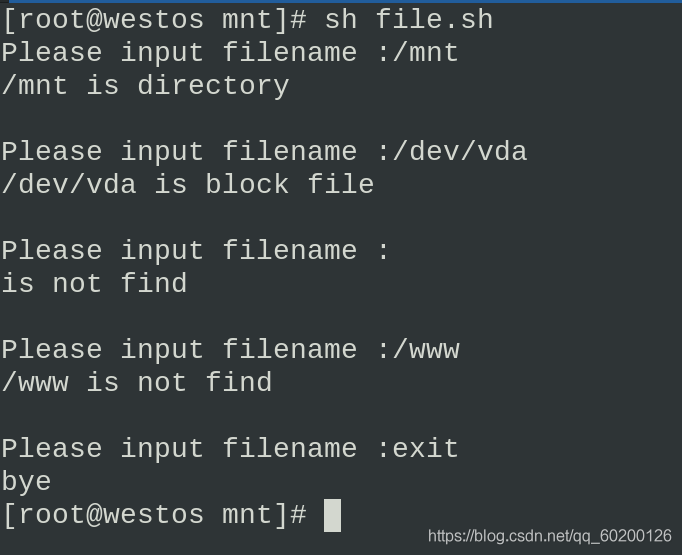 [root@westos mnt]# sh file.sh
Please input filename :/mnt
/mnt is directory
Please input filename :/dev/vda
/dev/vda is block file
Please input filename :
is not find
Please input filename :/www
/www is not find
Please input filename :exit
bye
[root@westos mnt]#
https://blog.csdn.net/qq_60200126